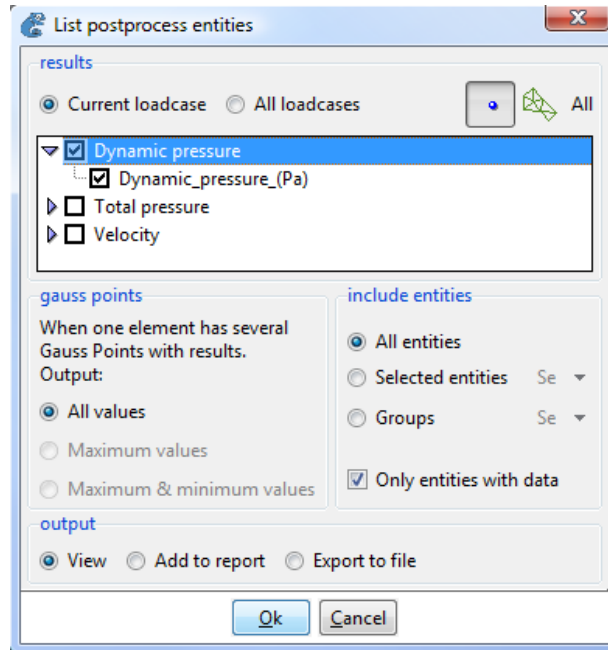 List postprocess entities
results
Current loadcase All loadcases All
Dynamic pressure
Dynamic_pressure_(Pa)
Total pressure
Velocity
gauss points
When one element has several
Gauss Points with results.
Output:
All values
Maximum values
Maximum & minimum values
include entities
All entities
Selected entities Se
Groups Se
Only entities with data
output
View Add to report Export to file
Ok Cancel